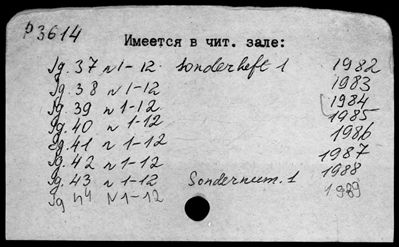 р3614
Имеется в чит. зале:
Jg. 37 n 1-12. Sonderheft 1 1982
Jg. 38 n 1-12 1983
Jg. 39 n 1-12 1984
Jg. 40 n 1-12 1985
Jg. 41 n 1-12 1986
Jg. 42 n 1-12 1987
Jg. 43 n 1-12 Sondernum. 1 1988
Jg 44 N 1-12 1989